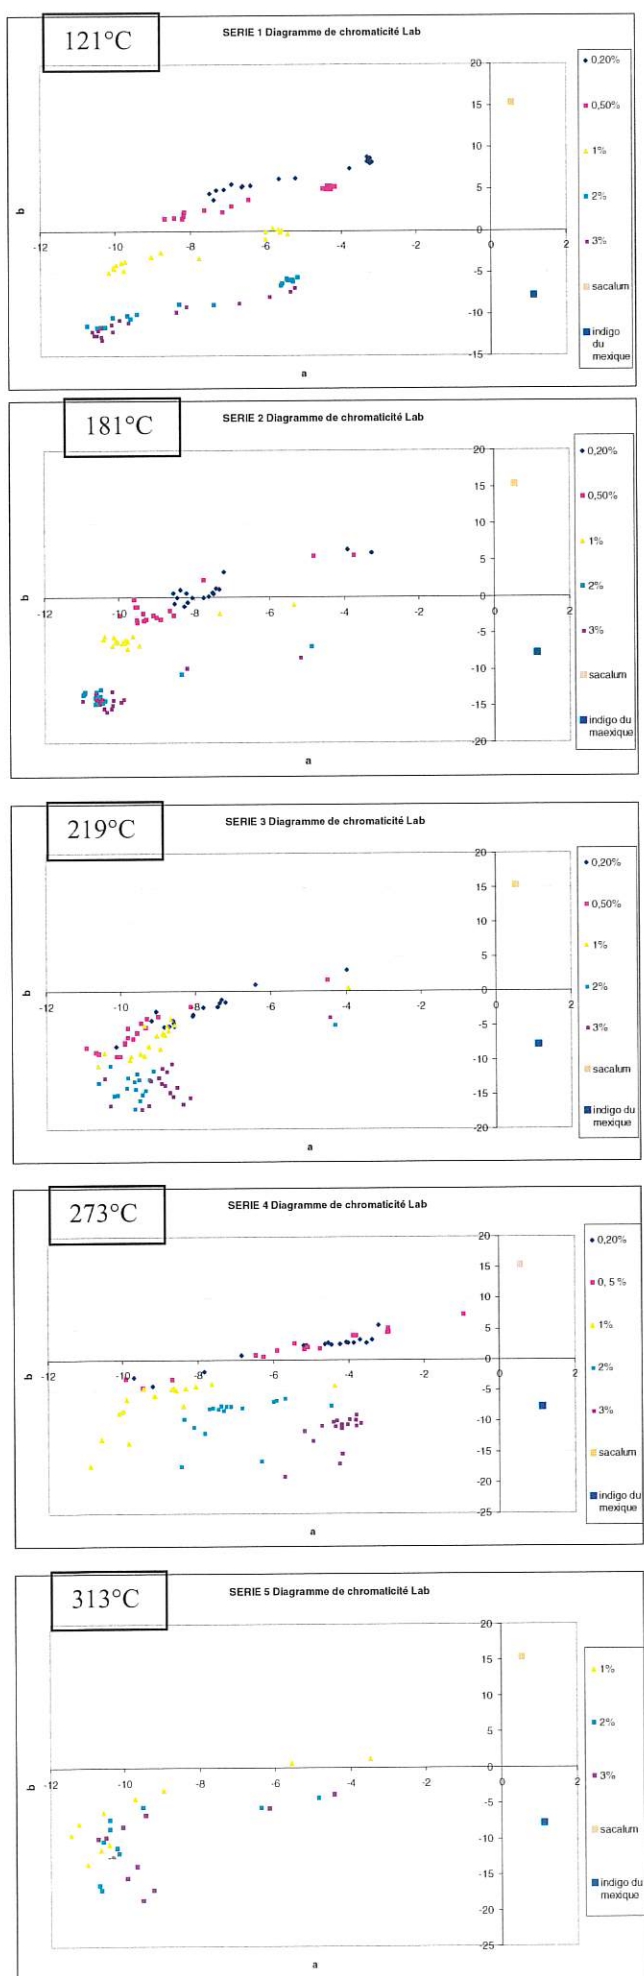 121°C
SERIE 1 Diagramme de chromaticité Lab
20
15
10
5
0
-12 -10 -8 -6 -4 -2 0 2
-5
-10
-15
b
a
0,20%
0,50%
1%
2%
3%
sacalum
indigo
du
mexique
181°C
SERIE 2 Diagramme de chromaticité Lab
20
15
10
5
0
-12 -10 -8 -6 -4 -2 0 2
-5
-10
-15
-20
b
a
0,20%
0,50%
1%
2%
3%
sacalum
indigo du
maexique
219°C
SERIE 3 Diagramme de chromaticité Lab
20
15
10
5
0
-12 -10 -8 -6 -4 -2 0 2
-5
-10
-15
-20
b
a
0,20%
0,50%
1%
2%
3%
sacalum
indigo du
mexique
273°C
SERIE 4 Diagramme de chromaticité Lab
20
15
10
5
0
-12 -10 -8 -6 -4 -2 0 2
-5
-10
-15
-20
-25
b
a
0,20%
0, 5 %
1%
2%
3%
sacalum
indigo du
mexique
313°C
SERIE 5 Diagramme de chromaticité Lab
20
15
10
5
0
-12 -10 -8 -6 -4 -2 0 2
-5
-10
-15
-20
-25
b
a
1%
2%
3%
sacalum
indigo du
mexique